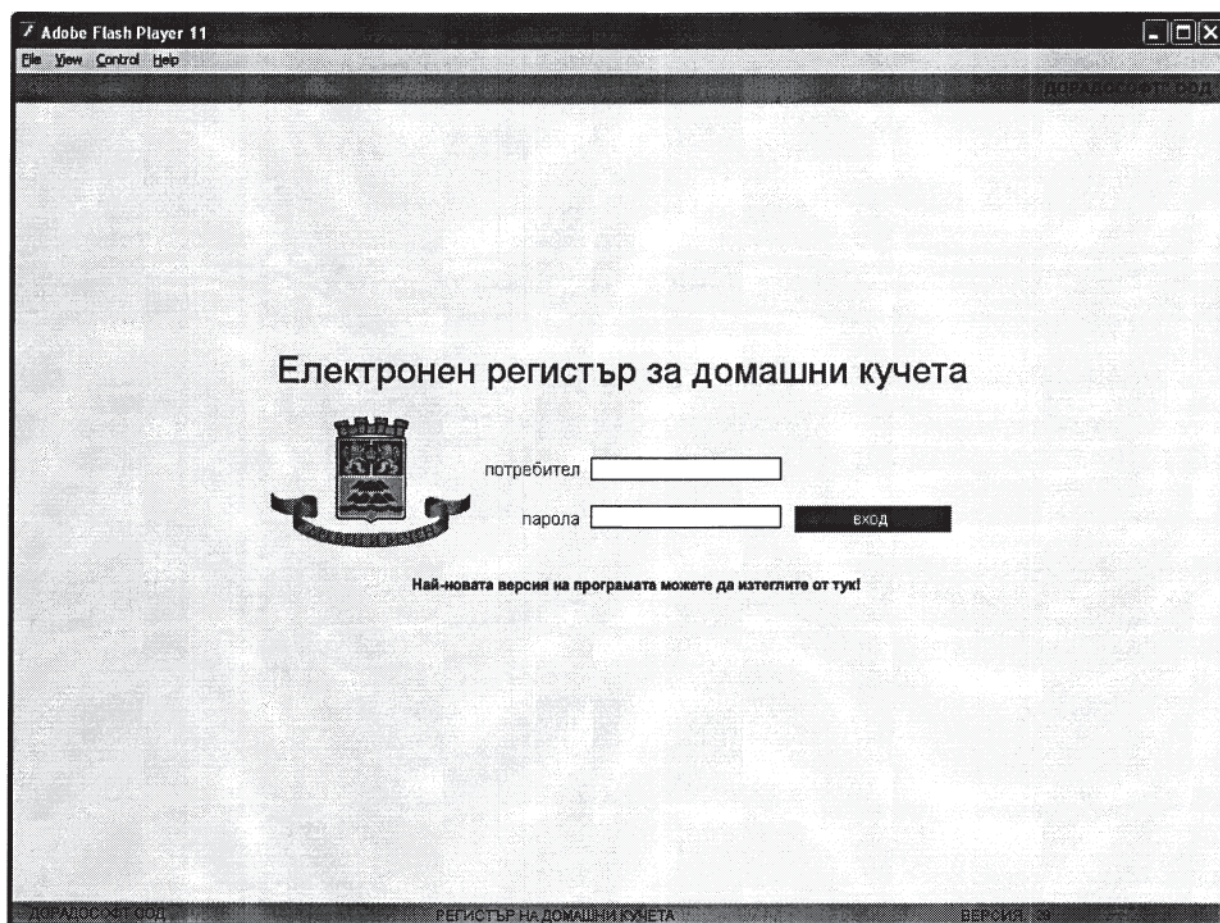 Adobe Flash Player 11
File View Control Help
ДОРАДОСОФТ" ООД
Електронен регистър за домашни кучета
потребител
парола вход
Най-новата версия на програмата можете да изтеглите от тук!
ДОРАДОСОФТ ООД РЕГИСТЪР НА ДОМАШНИ КУЧЕТА ВЕРСИЯ